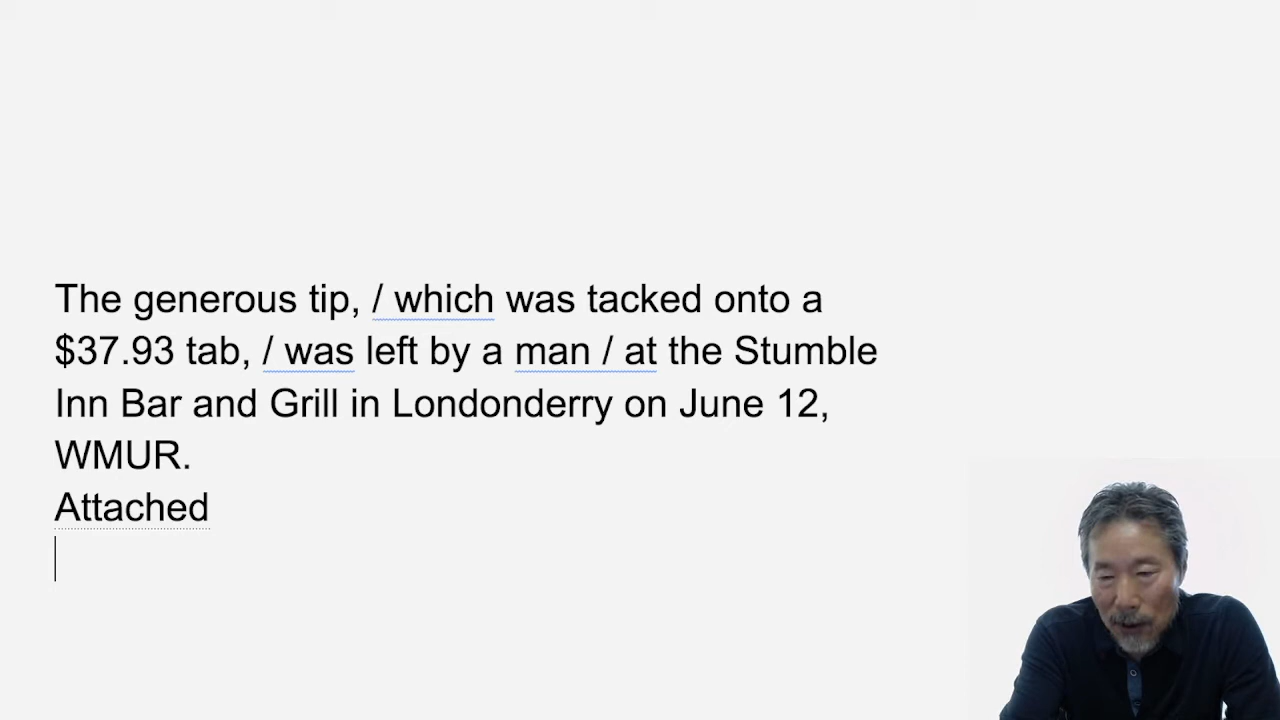 The generous tip, / which was tacked onto a
$37.93 tab, / was left by a man / at the Stumble
Inn Bar and Grill in Londonderry on June 12,
WMUR.
Attached